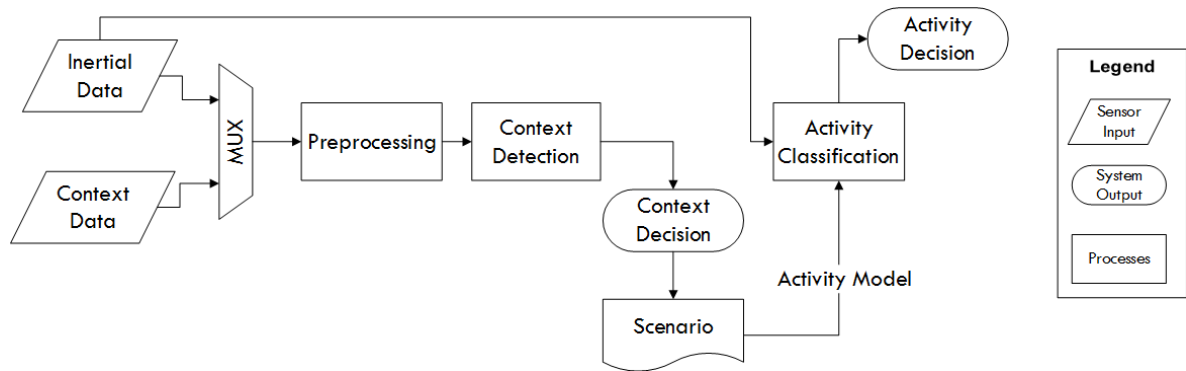 Inertial
Data
Context
Data
MUX
Preprocessing
Context
Detection
Context
Decision
Scenario
Activity Model
Activity
Classification
Activity
Decision
Legend
Sensor
Input
System
Output
Processes